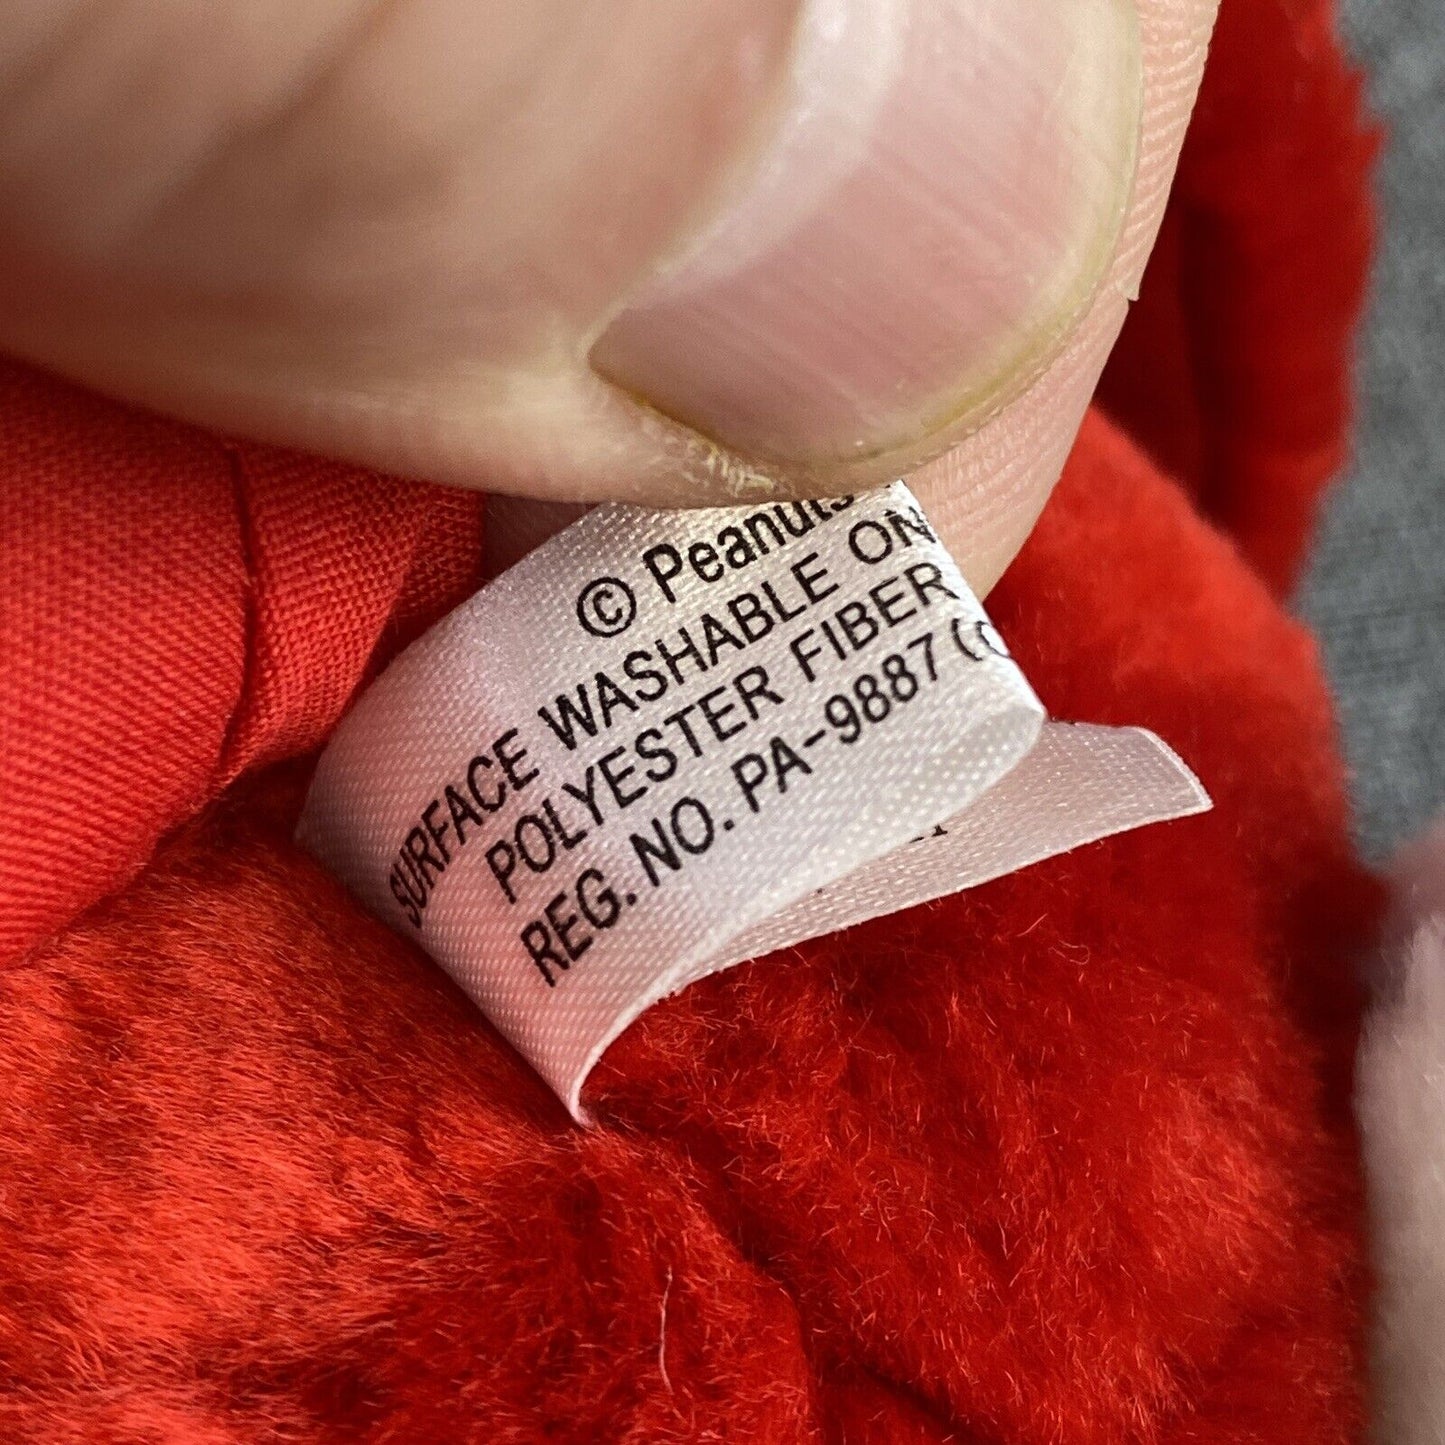 © Peanuts
SURFACE WASHABLE ON
POLYESTER FIBER
REG. NO. PA-9887 (